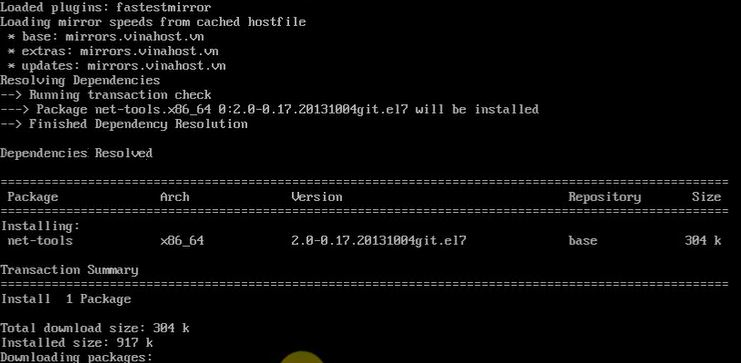 Loaded plugins: fastestmirror
Loading mirror speeds from cached hostfile
 * base: mirrors.vinahost.vn
 * extras: mirrors.vinahost.vn
 * updates: mirrors.vinahost.vn
Resolving Dependencies
--> Running transaction check
---> Package net-tools.x86_64 0:2.0-0.17.20131004git.el7 will be installed
--> Finished Dependency Resolution

Dependencies Resolved

================================================================================
 Package          Arch          Version          Repository          Size
================================================================================
Installing:
 net-tools          x86_64          2.0-0.17.20131004git.el7          base          304 k

Transaction Summary
================================================================================
Install  1 Package

Total download size: 304 k
Installed size: 917 k
Downloading packages: